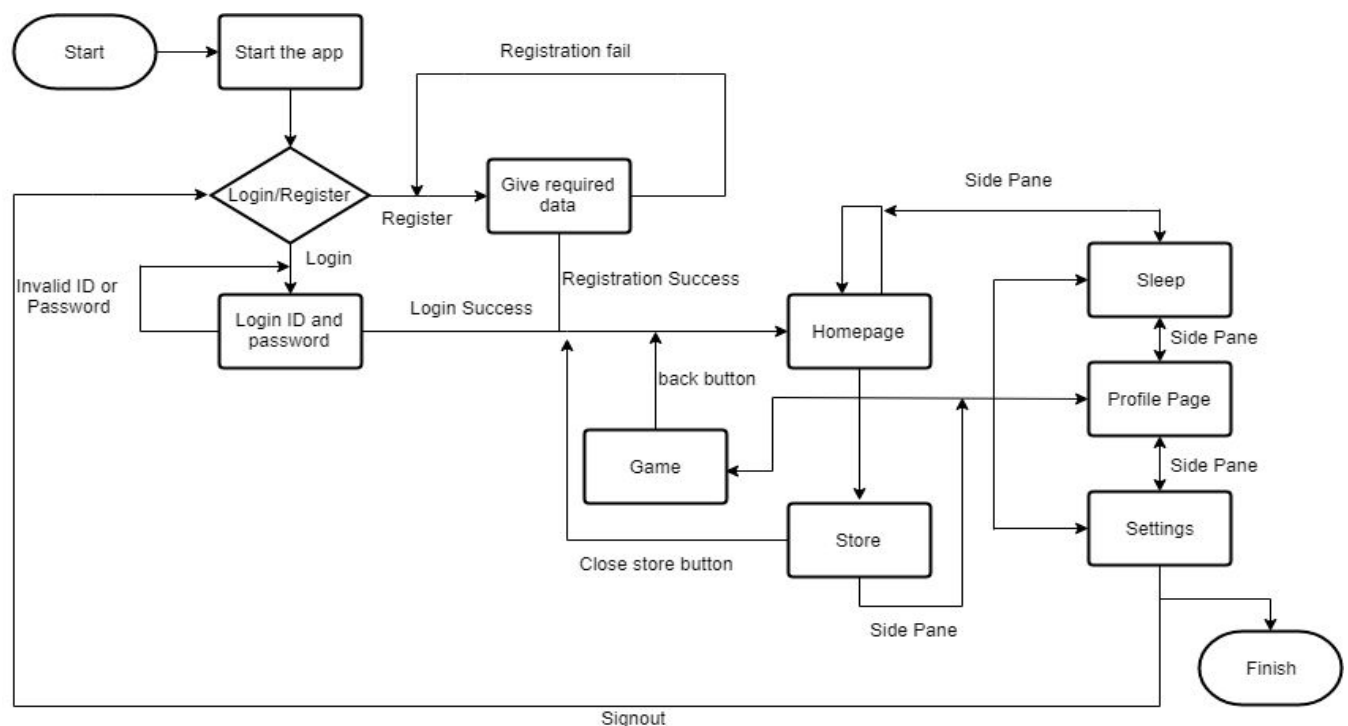 Start
Start the app
Registration fail
Login/Register
Give required
data
Register
Side Pane
Login
Invalid ID or
Password
Registration Success
Sleep
Login ID and
password
Login Success
Homepage
Side Pane
back button
Profile Page
Game
Side Pane
Store
Settings
Close store button
Side Pane
Finish
Signout